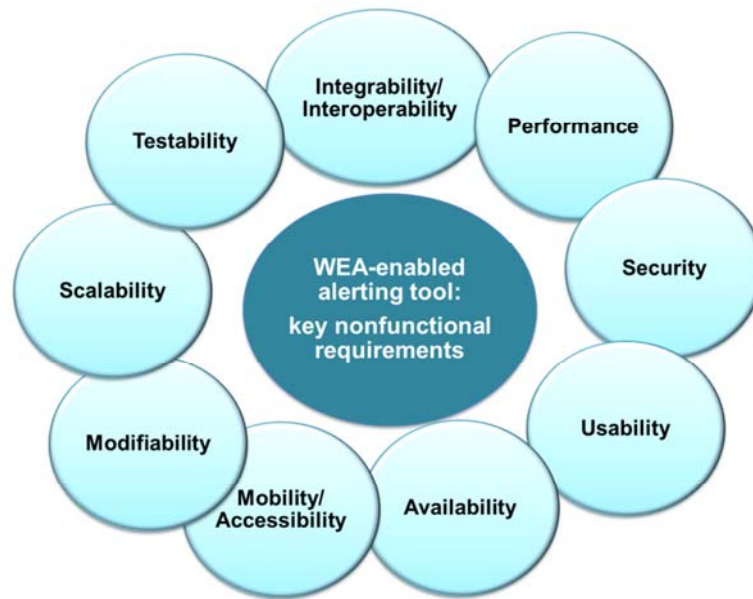 Integrability/
Interoperability
Performance
Security
Usability
Availability
Mobility/
Accessibility
Modifiability
Scalability
Testability
WEA-enabled
alerting tool:
key nonfunctional
requirements